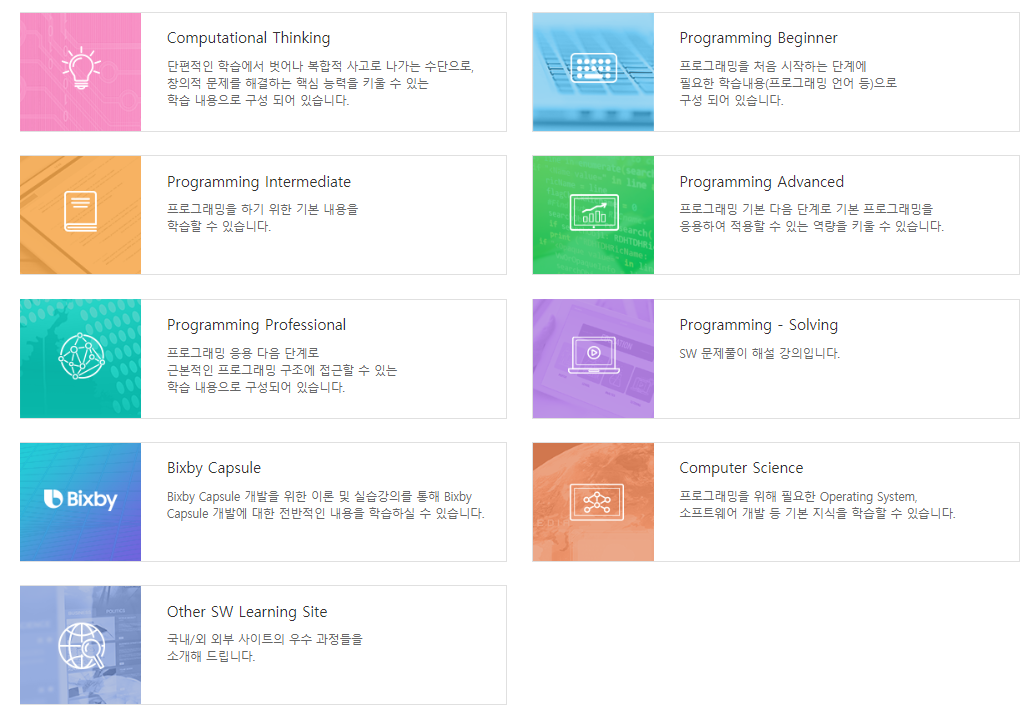 Computational Thinking
단편적인 학습에서 벗어나 복합적 사고로 나가는 수단으로,
창의적 문제를 해결하는 핵심 능력을 키울 수 있는
학습 내용으로 구성 되어 있습니다.
Programming Beginner
프로그래밍을 처음 시작하는 단계에
필요한 학습내용(프로그래밍 언어 등)으로
구성 되어 있습니다.
Programming Intermediate
프로그래밍을 하기 위한 기본 내용을
학습할 수 있습니다.
Programming Advanced
프로그래밍 기본 다음 단계로 기본 프로그래밍을
응용하여 적용할 수 있는 역량을 키울 수 있습니다.
Programming Professional
프로그래밍 응용 다음 단계로
근본적인 프로그래밍 구조에 접근할 수 있는
학습 내용으로 구성되어 있습니다.
Programming - Solving
SW 문제풀이 해설 강의입니다.
Bixby
Bixby Capsule
Bixby Capsule 개발을 위한 이론 및 실습강의를 통해 Bixby
Capsule 개발에 대한 전반적인 내용을 학습하실 수 있습니다.
Computer Science
프로그래밍을 위해 필요한 Operating System,
소프트웨어 개발 등 기본 지식을 학습할 수 있습니다.
Other SW Learning Site
국내/외 외부 사이트의 우수 과정들을
소개해 드립니다.